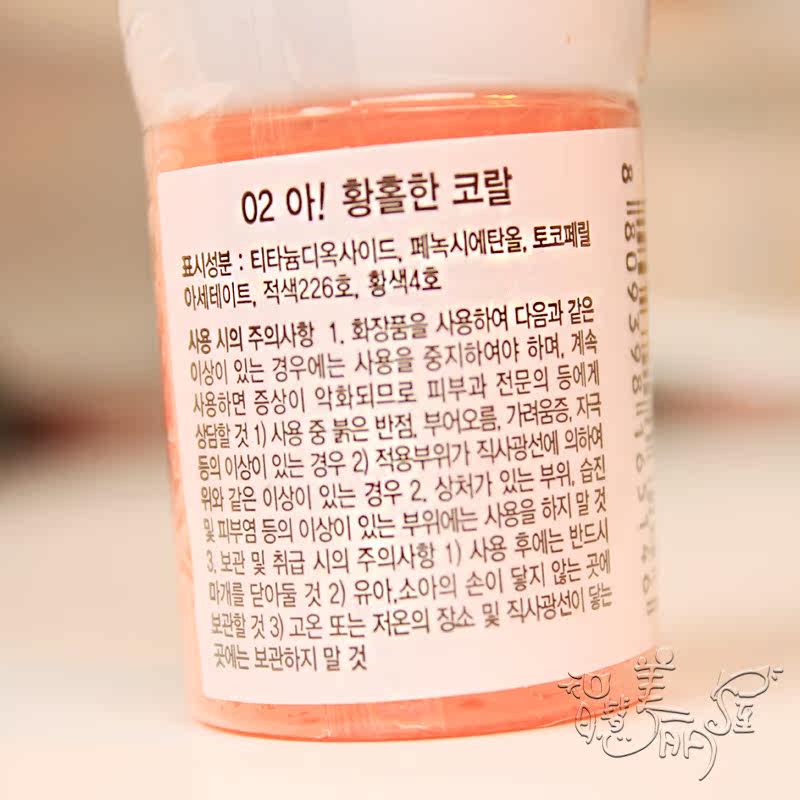 02 아! 황홀한 코랄
표시성분 : 티타늄디옥사이드, 페녹시에탄올, 토코페릴
아세테이트, 적색226호, 황색4호
사용 시의 주의사항 1. 화장품을 사용하여 다음과 같은
이상이 있는 경우에는 사용을 중지하여야 하며, 계속
사용하면 증상이 악화되므로 피부과 전문의 등에게
상담할 것 1) 사용 중 붉은 반점, 부어오름, 가려움증, 자극
등의 이상이 있는 경우 2) 적용부위가 직사광선에 의하여
위와 같은 이상이 있는 경우 2. 상처가 있는 부위, 습진
및 피부염 등의 이상이 있는 부위에는 사용을 하지 말 것
3. 보관 및 취급 시의 주의사항 1) 사용 후에는 반드시
마개를 닫아둘 것 2) 유아,소아의 손이 닿지 않는 곳에
보관할 것 3) 고온 또는 저온의 장소 및 직사광선이 닿는
곳에는 보관하지 말 것
智慧美丽屋